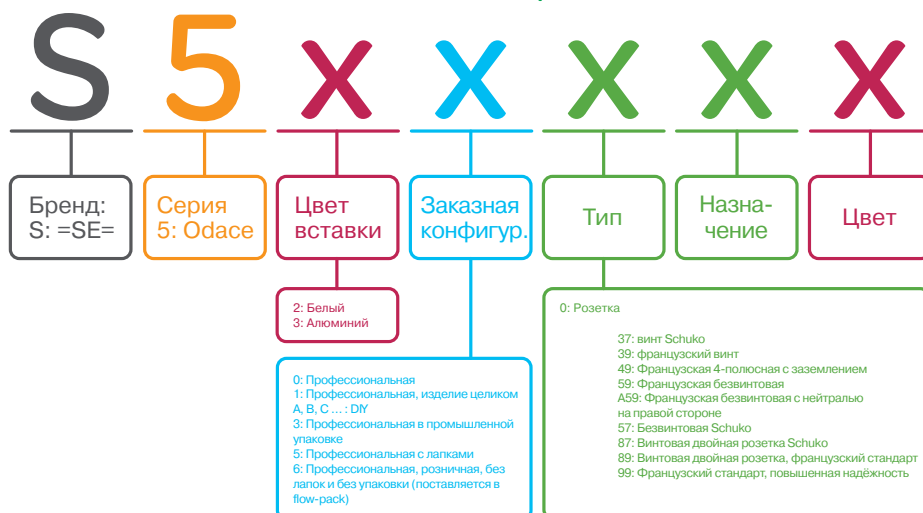 S 5 X X X X X
Бренд:
S: =SE=
Серия
5: Odace
Цвет
вставки
Заказная
конфигур.
Тип
Назна-
чение
Цвет
2: Белый
3: Алюминий
0: Профессиональная
1: Профессиональная, изделие целиком
A, B, C ... : DIY
3: Профессиональная в промышленной
упаковке
5: Профессиональная с лапками
6: Профессиональная, розничная, без
лапок и без упаковки (поставляется в
flow-pack)
0: Розетка
37: винт Schuko
39: французский винт
49: Французская 4-полюсная с заземлением
59: Французская безвинтовая
A59: Французская безвинтовая с нейтралью
на правой стороне
57: Безвинтовая Schuko
87: Винтовая двойная розетка Schuko
89: Винтовая двойная розетка, французский стандарт
99: Французский стандарт, повышенная надёжность